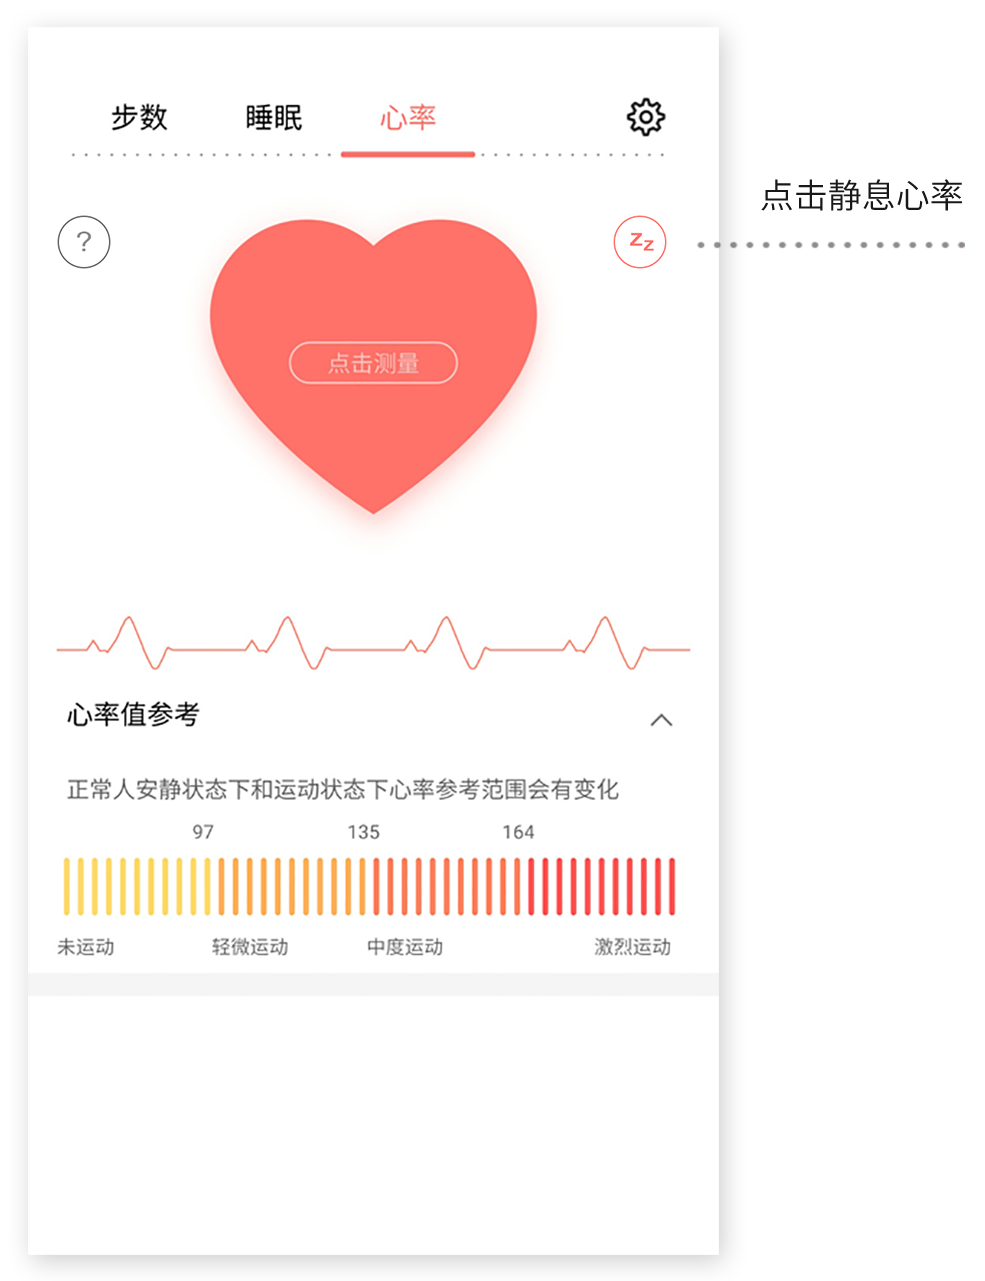 步数 睡眠 心率
点击静息心率
? zz
点击测量
心率值参考
正常人安静状态下和运动状态下心率参考范围会有变化
97 135 164
未运动 轻微运动 中度运动 激烈运动